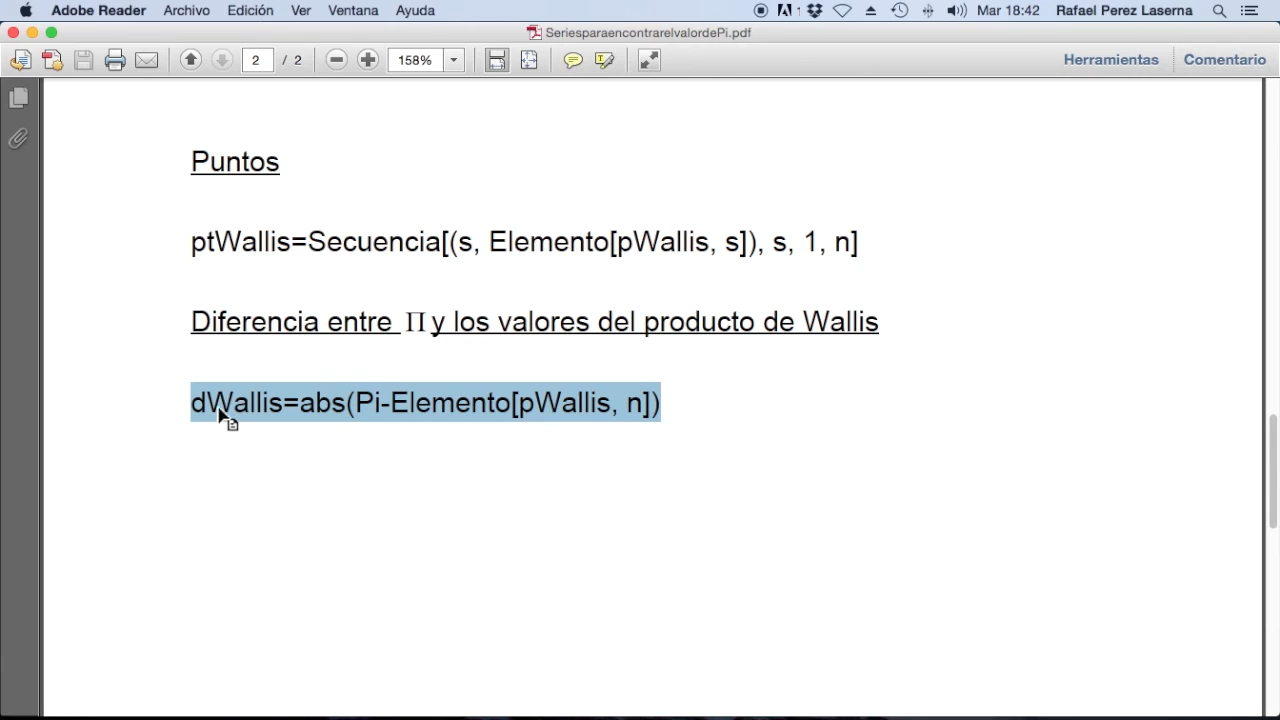 Adobe Reader Archivo Edición Ver Ventana Ayuda 1 Mar 18:42 Rafael Perez Laserna
SeriesparaencontrarelvalordePi.pdf
2 / 2 158% Herramientas Comentario
Puntos
ptWallis=Secuencia[(s, Elemento[pWallis, s]), s, 1, n]
Diferencia entre Π y los valores del producto de Wallis
dWallis=abs(Pi-Elemento[pWallis, n])